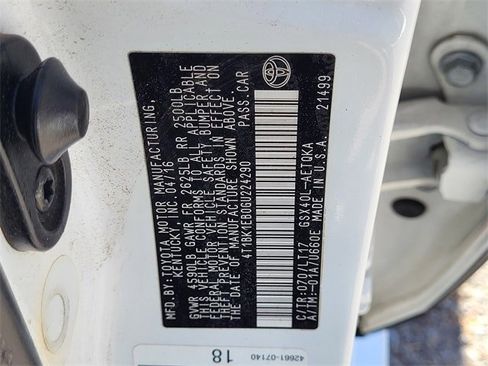 MFD.BY:TOYOTA MOTOR MANUFACTURING,
KENTUCKY, INC. 04/16
GVWR 4590LB GAWR FR 2625LB RR 2500LB
THIS VEHICLE CONFORMS TO ALL APPLICABLE
FEDERAL MOTOR VEHICLE SAFETY, BUMPER, AND
THEFT PREVENTION STANDARDS IN EFFECT ON
THE DATE OF MANUFACTURE SHOWN ABOVE.
4T1BK1EB0GU224290 PASS.CAR
C/TR:070/LT17 GSX40L-AETQKA
A/TM:-01A/U660E MADE IN U.S.A. 21499
42661-07140
18